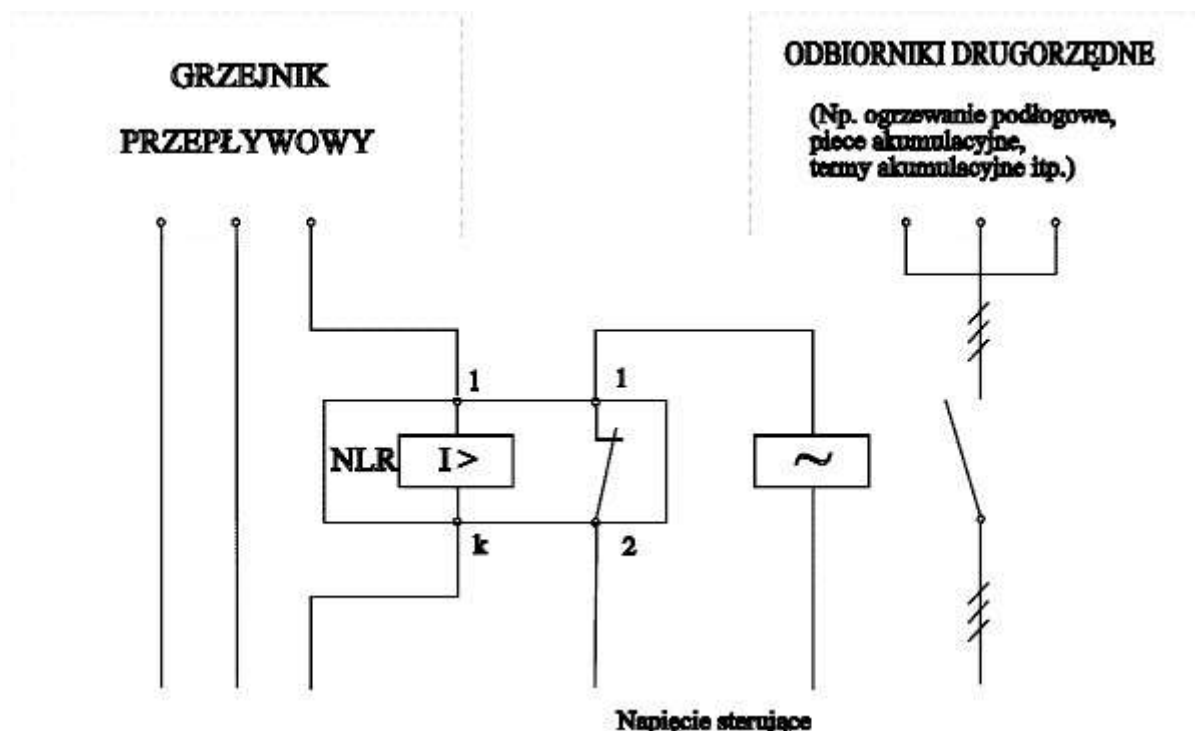 GRZEJNIK
PRZEPŁYWOWY
ODBIORNIKI DRUGORZĘDNE
(Np. ogrzewanie podłogowe,
piece akumulacyjne,
termy akumulacyjne itp.)
1 1
NLR I > ~
k 2
Napięcie sterujące